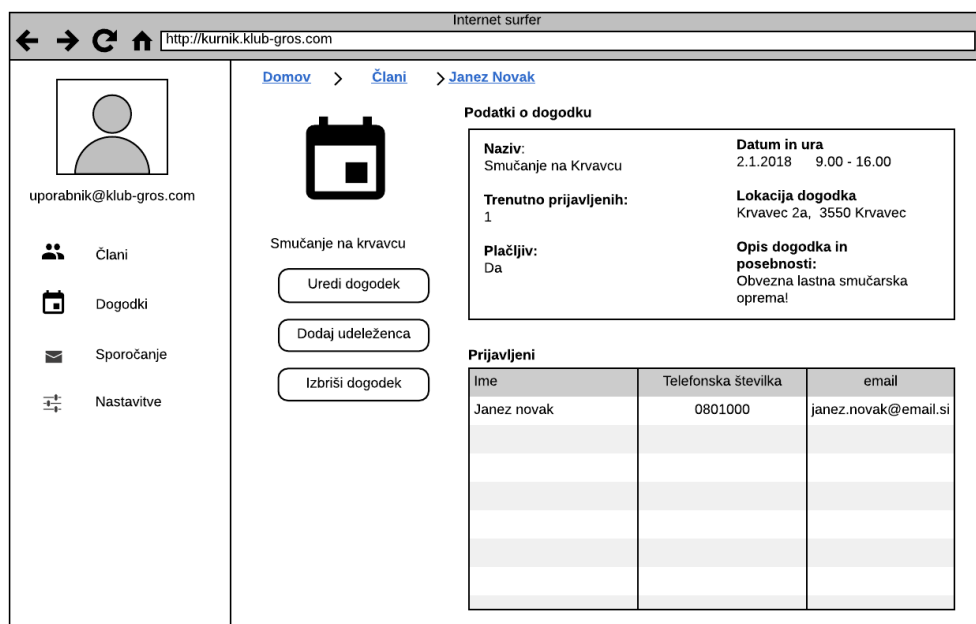 Internet surfer
http://kurnik.klub-gros.com
uporabnik@klub-gros.com
Člani
Dogodki
Sporočanje
Nastavitve
Domov > Člani > Janez Novak
Smučanje na krvavcu
Uredi dogodek
Dodaj udeleženca
Izbriši dogodek
Podatki o dogodku
Naziv:
Smučanje na Krvavcu
Trenutno prijavljenih:
1
Plačljiv:
Da
Datum in ura
2.1.2018 9.00 - 16.00
Lokacija dogodka
Krvavec 2a, 3550 Krvavec
Opis dogodka in
posebnosti:
Obvezna lastna smučarska
oprema!
Prijavljeni
Ime Telefonska številka email
Janez novak 0801000 janez.novak@email.si